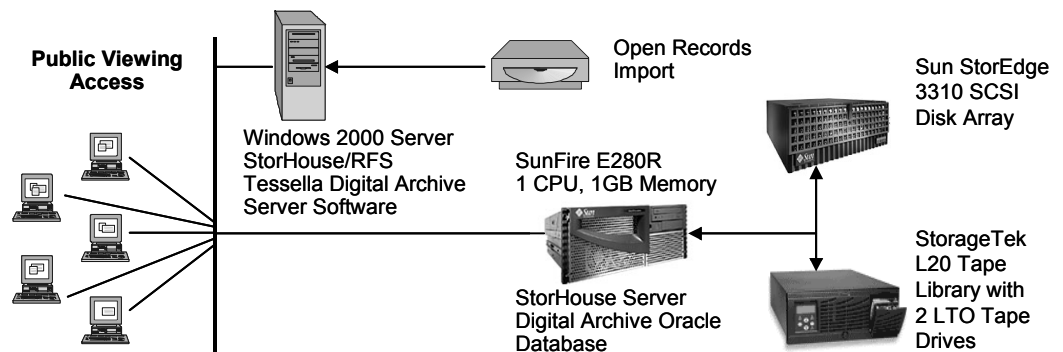 Public Viewing
Access
Open Records
Import
Sun StorEdge
3310 SCSI
Disk Array
Windows 2000 Server
StorHouse/RFS
Tessella Digital Archive
Server Software
SunFire E280R
1 CPU, 1GB Memory
Sun
Sun
StorHouse Server
Digital Archive Oracle
Database
StorageTek
L20 Tape
Library with
2 LTO Tape
Drives